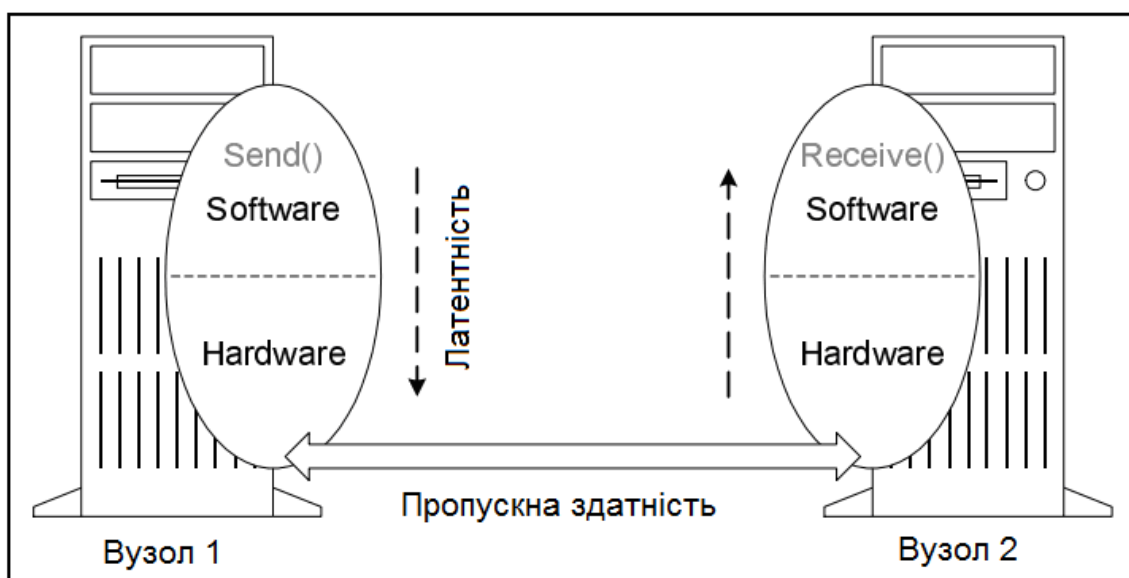 Send()
Software
Hardware
Латентність
Receive()
Software
Hardware
Пропускна здатність
Вузол 1
Вузол 2